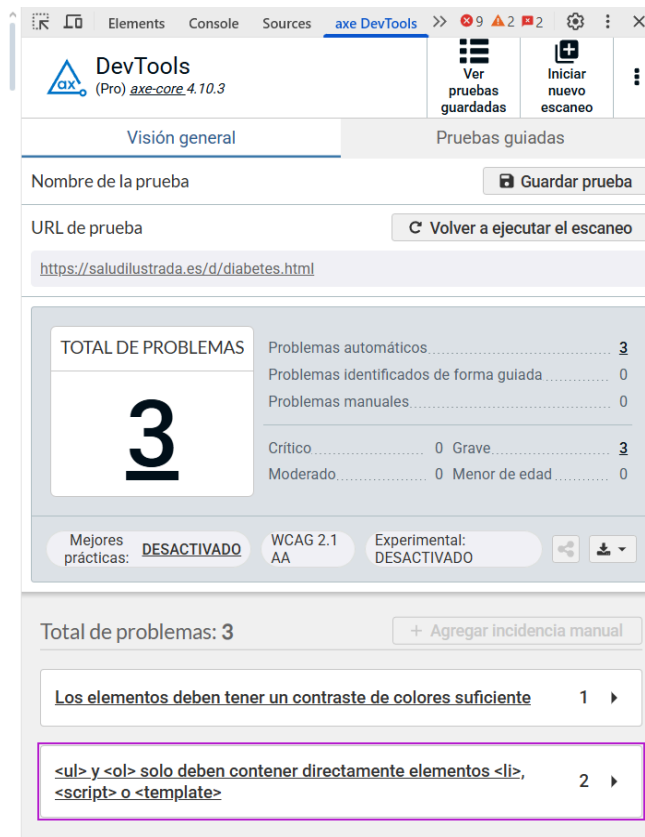 Elements Console Sources axe DevTools 9 2 2
ax DevTools
(Pro) axe-core 4.10.3
Ver
pruebas
guardadas
Iniciar
nuevo
escaneo
Visión general Pruebas guiadas
Nombre de la prueba Guardar prueba
URL de prueba Volver a ejecutar el escaneo
https://saludilustrada.es/d/diabetes.html
TOTAL DE PROBLEMAS
3
Problemas automáticos 3
Problemas identificados de forma guiada 0
Problemas manuales 0
Crítico 0 Grave 3
Moderado 0 Menor de edad 0
Mejores
prácticas: DESACTIVADO
WCAG 2.1
AA
Experimental:
DESACTIVADO
Total de problemas: 3 + Agregar incidencia manual
Los elementos deben tener un contraste de colores suficiente 1
<ul> y <ol> solo deben contener directamente elementos <li>, 2
<script> o <template>